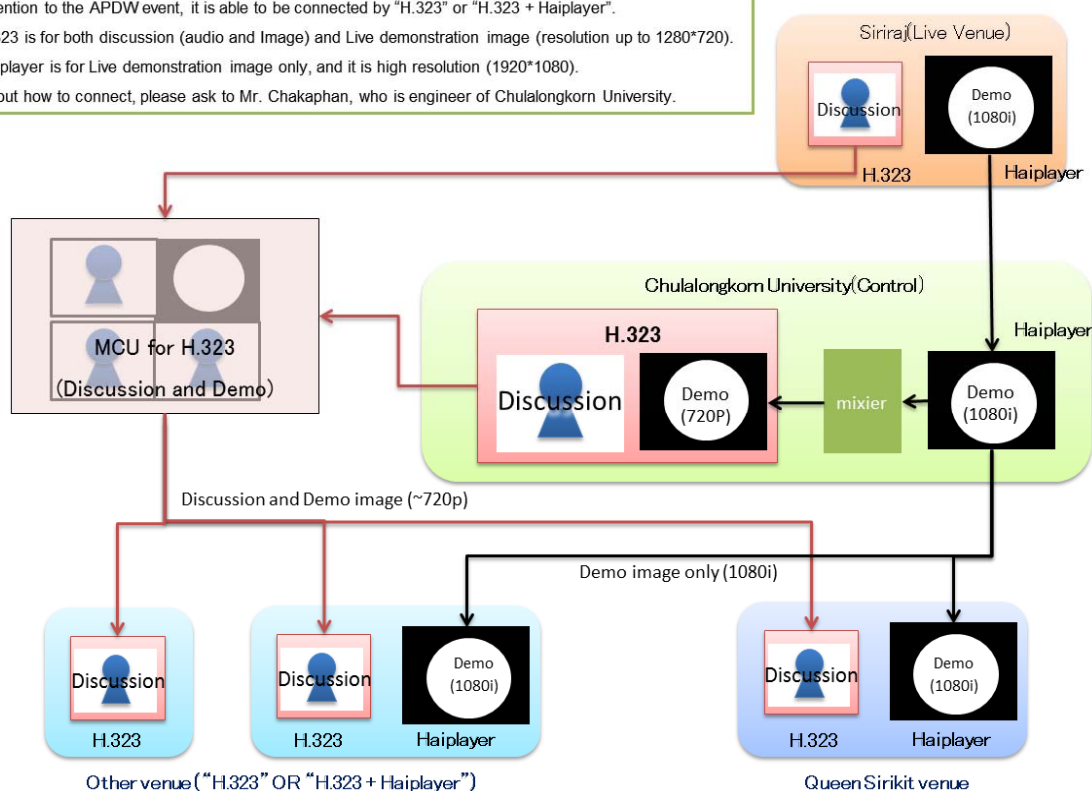 ention to the APDW event, it is able to be connected by “H.323” or “H.323 + Haiplayer”.
23 is for both discussion (audio and Image) and Live demonstration image (resolution up to 1280*720).
player is for Live demonstration image only, and it is high resolution (1920*1080).
out how to connect, please ask to Mr. Chakaphan, who is engineer of Chulalongkorn University.
Siriraj(Live Venue)
Discussion
Demo
(1080i)
H.323
Haiplayer
Chulalongkorn University(Control)
Haiplayer
H.323
Discussion
Demo
(720P)
mixier
Demo
(1080i)
MCU for H.323
(Discussion and Demo)
Discussion and Demo image (~720p)
Demo image only (1080i)
Discussion
H.323
Discussion
Demo
(1080i)
H.323
Haiplayer
Discussion
Demo
(1080i)
H.323
Haiplayer
Other venue (“H.323” OR “H.323 + Haiplayer”)
Queen Sirikit venue